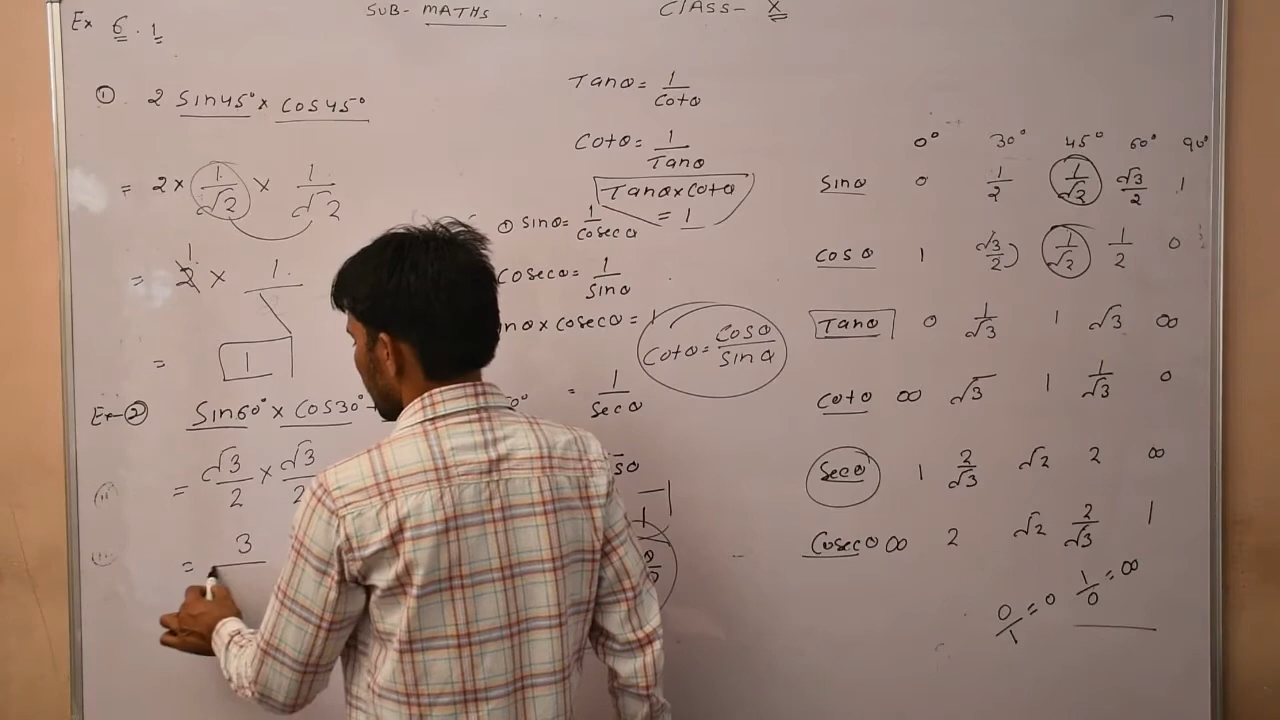 Ex 6.1
SUB- MATHS ...
CLASS- X
① 2 Sin45° × Cos45°
= 2 × 1/√2 × 1/√2
= 2 1 × 1
= 1
Ex-② Sin60° × Cos30° +
= √3/2 × √3/2
= 3
Tanθ = 1/Cotθ
Cotθ = 1/Tanθ
Tanθ×Cotθ = 1
① Sinθ = 1/Cosecθ
Cosecθ = 1/Sinθ
nθ × Cosecθ = 1
Cotθ = Cosθ/Sinθ
= 1/Secθ
0° 30° 45° 60° 90°
Sinθ 0 1/2 1/√2 √3/2 1
Cosθ 1 √3/2 1/√2 1/2 0
Tanθ 0 1/√3 1 √3 ∞
Cotθ ∞ √3 1 1/√3 0
Secθ 1 2/√3 √2 2 ∞
Cosecθ ∞ 2 √2 2/√3 1
0/1 = 0 1/0 = ∞